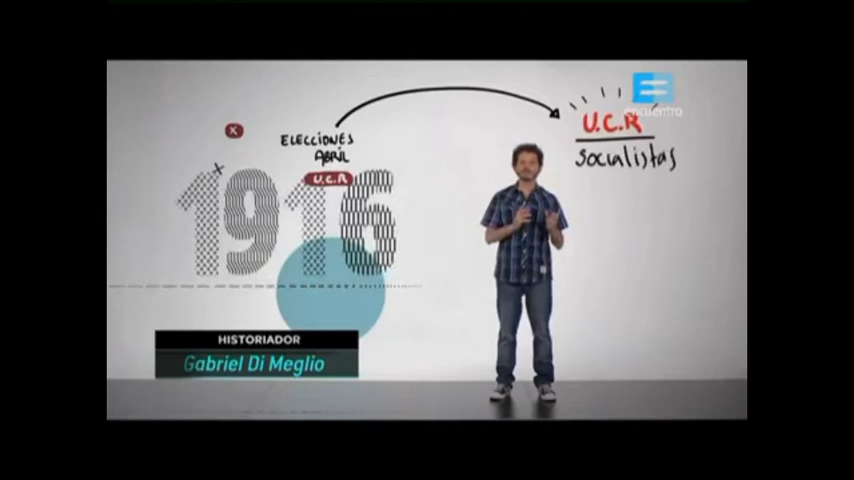 encuentro
U.C.R
socialistas
X
ELECCIONES
ABRIL
U.C.R
1916
X
HISTORIADOR
Gabriel Di Meglio